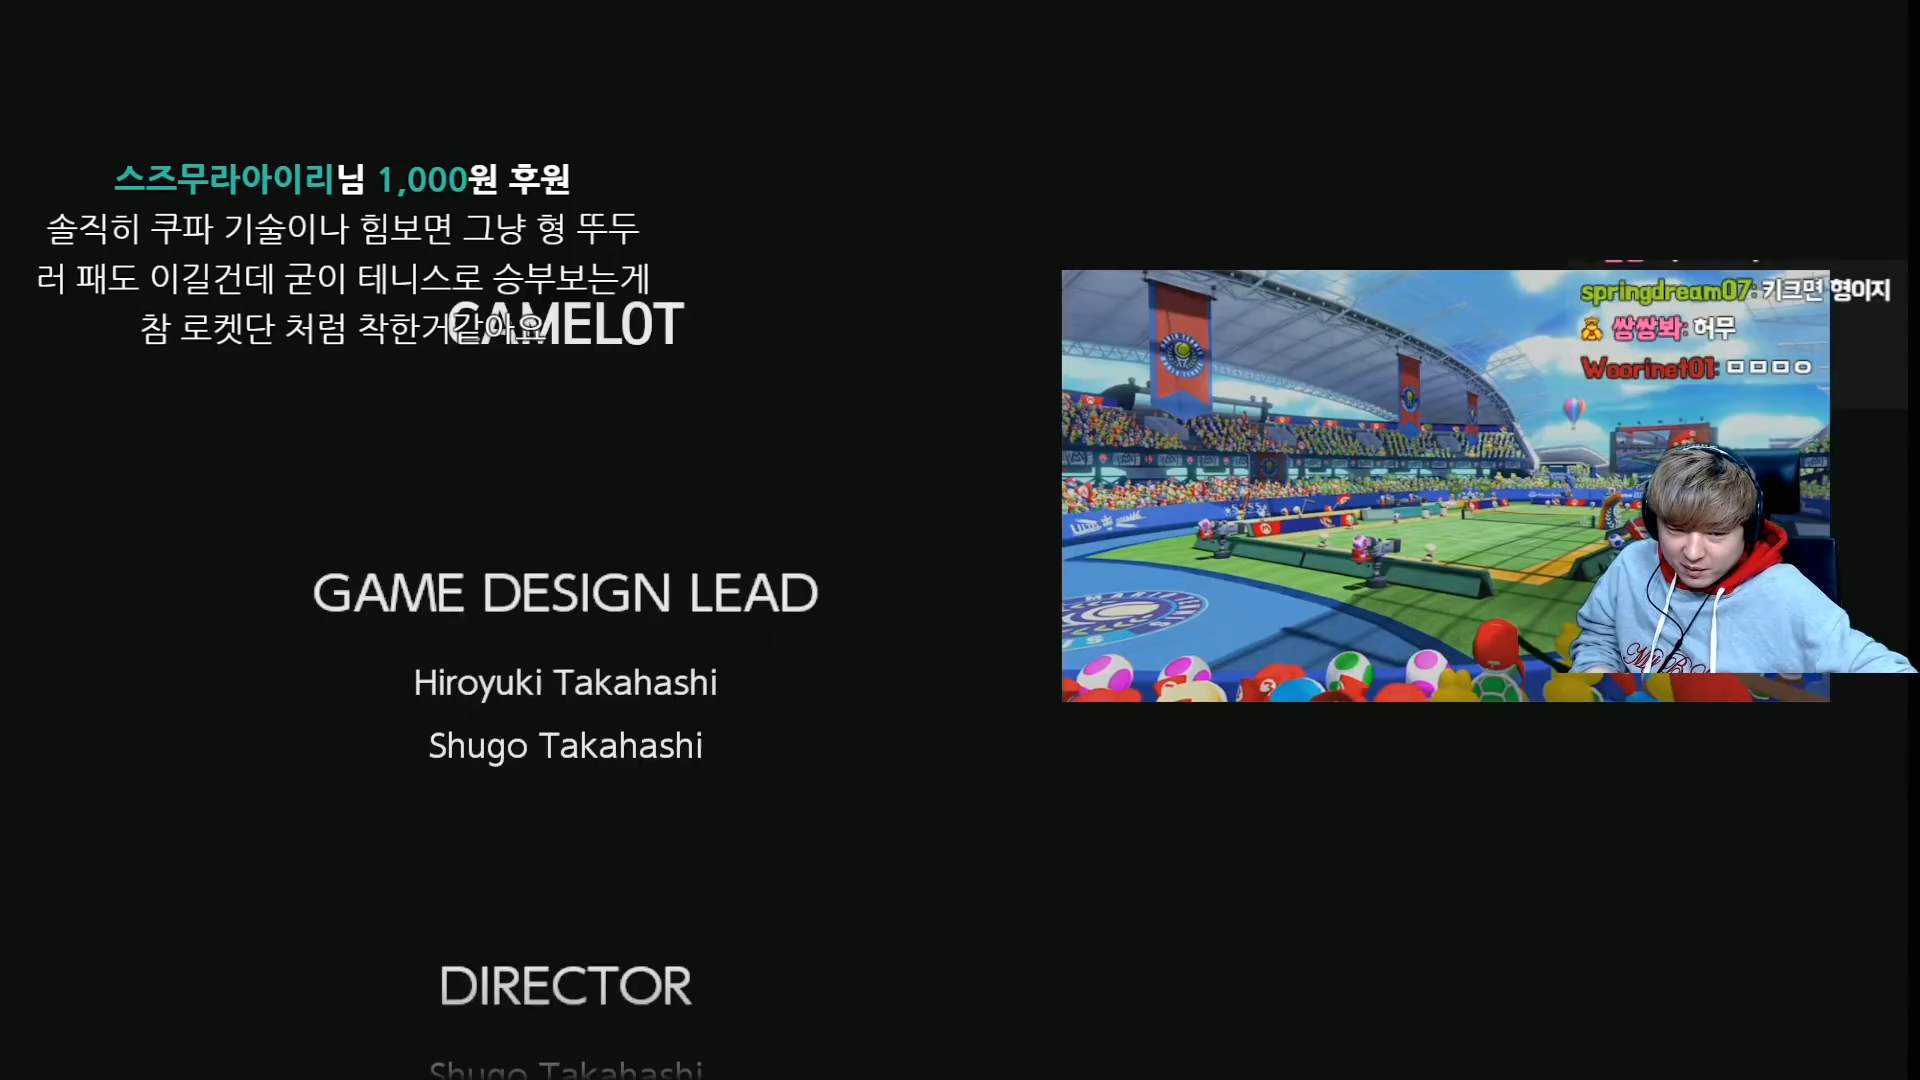 스즈무라아이리님 1,000원 후원
솔직히 쿠파 기술이나 힘보면 그냥 형 뚜두
러 패도 이길건데 굳이 테니스로 승부보는게
참 로켓단 처럼 착한거같아요
CAMELOT
GAME DESIGN LEAD
Hiroyuki Takahashi
Shugo Takahashi
DIRECTOR
Shugo Takahashi
springdream07: 키크면 형이지
쌍쌍봐: 허무
Woorinet01: ㅁㅁㅁㅇ